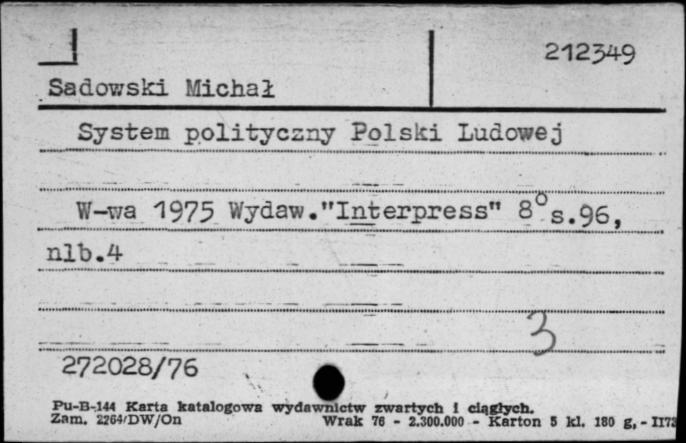 212349
Sadowski Michał
System polityczny Polski Ludowej
W-wa 1975 Wydaw."Interpress" 8° s.96,
nlb.4
3
272028/76
Pu-B-144 Karta katalogowa wydawnictw zwartych i ciągłych.
Zam. 2264/DW/On Wrak 76 - 2.300.000 - Karton 5 kl. 180 g, - II73